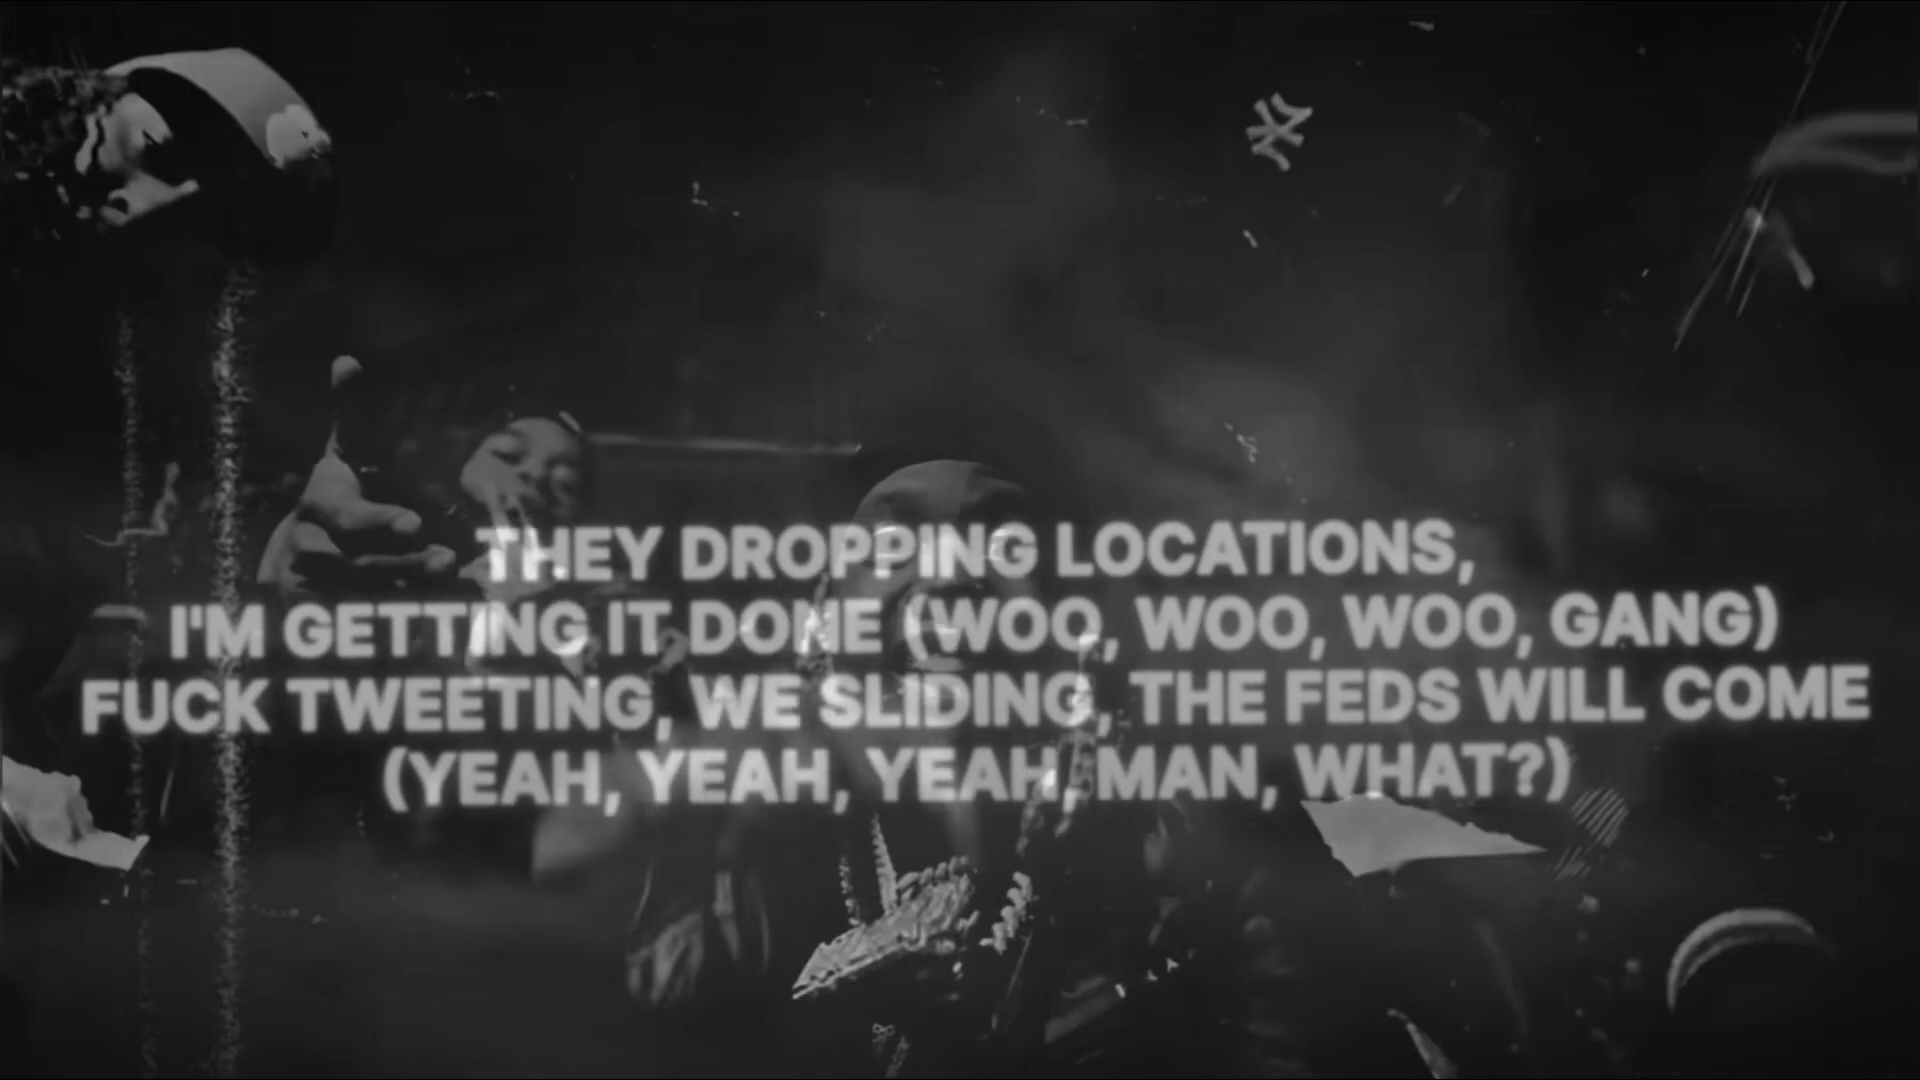 THEY DROPPING LOCATIONS,
I'M GETTING IT DONE (WOO, WOO, WOO, GANG)
FUCK TWEETING, WE SLIDING, THE FEDS WILL COME
(YEAH, YEAH, YEAH, MAN, WHAT?)